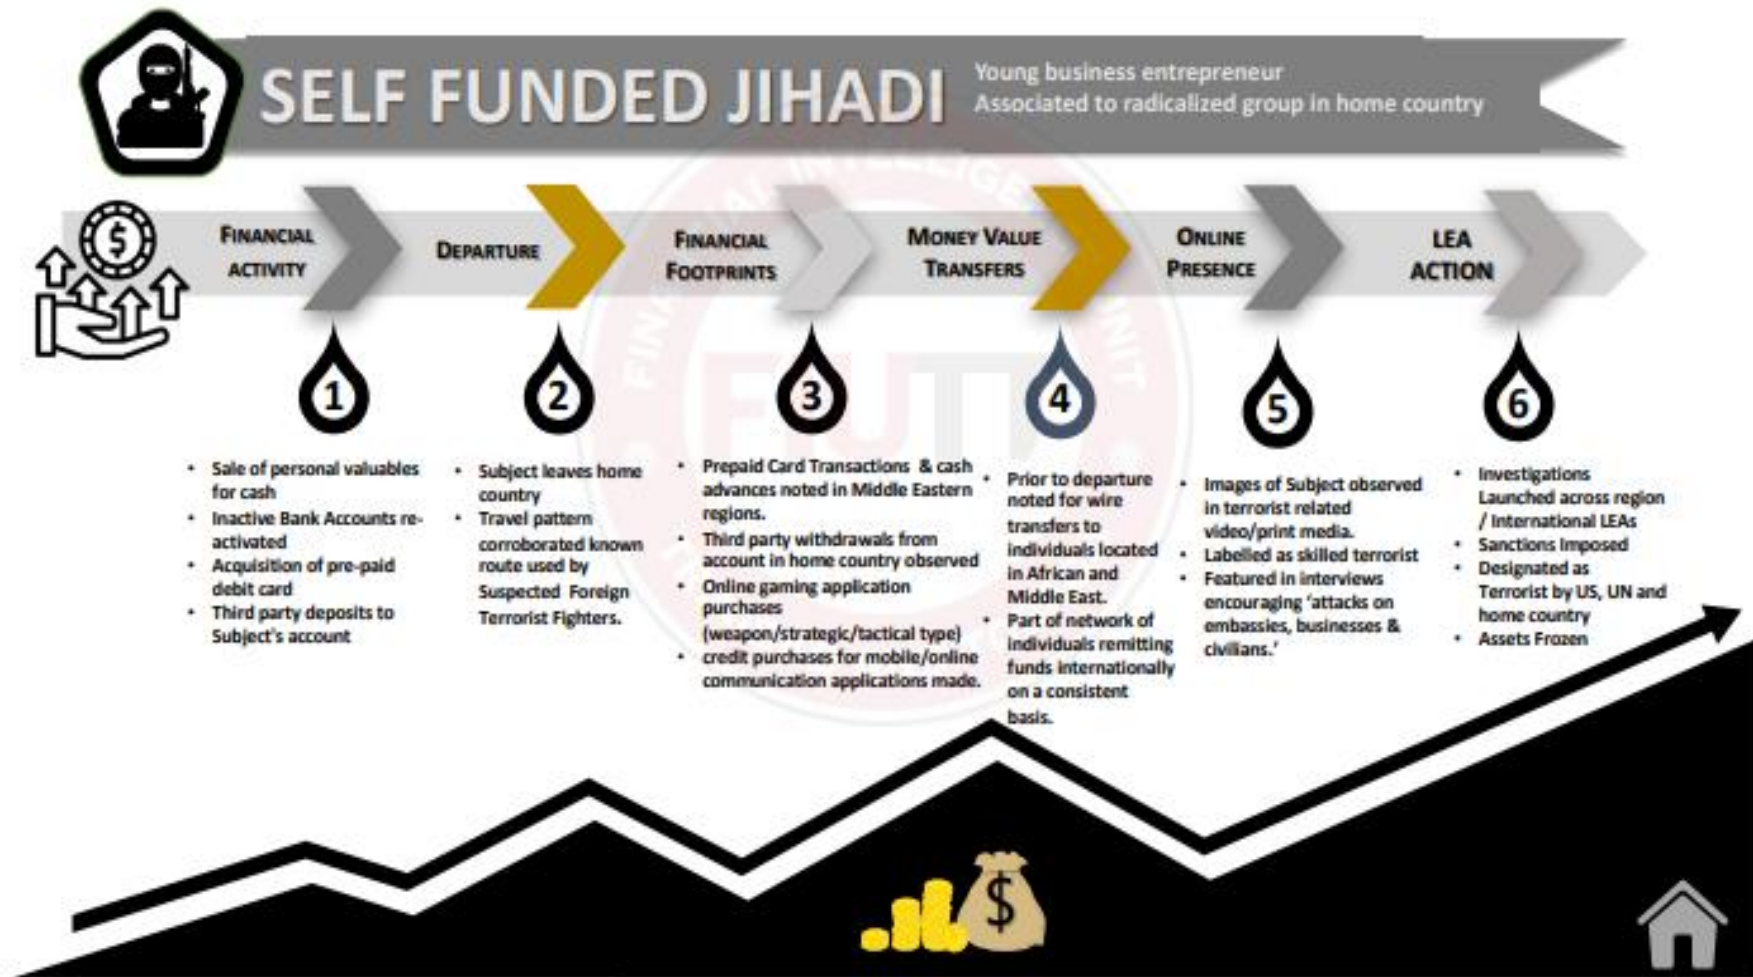 SELF FUNDED JIHADI
Young business entrepreneur
Associated to radicalized group in home country
$
FINANCIAL
ACTIVITY
DEPARTURE
FINANCIAL
FOOTPRINTS
MONEY VALUE
TRANSFERS
ONLINE
PRESENCE
LEA
ACTION
1
2
3
4
5
6
• Sale of personal valuables
for cash
• Inactive Bank Accounts re-
activated
• Acquisition of pre-paid
debit card
• Third party deposits to
Subject's account
• Subject leaves home
country
• Travel pattern
corroborated known
route used by
Suspected Foreign
Terrorist Fighters.
• Prepaid Card Transactions & cash
advances noted in Middle Eastern
regions.
• Third party withdrawals from
account in home country observed
• Online gaming application
purchases
(weapon/strategic/tactical type)
• credit purchases for mobile/online
communication applications made.
• Prior to departure
noted for wire
transfers to
individuals located
in African and
Middle East.
• Part of network of
individuals remitting
funds internationally
on a consistent
basis.
• Images of Subject observed
in terrorist related
video/print media.
• Labelled as skilled terrorist
• Featured in interviews
encouraging 'attacks on
embassies, businesses &
civilians.'
• Investigations
Launched across region
/ International LEAs
• Sanctions Imposed
• Designated as
Terrorist by US, UN and
home country
• Assets Frozen
FINANCIAL INTELLIGENCE UNIT
FIUTT
$